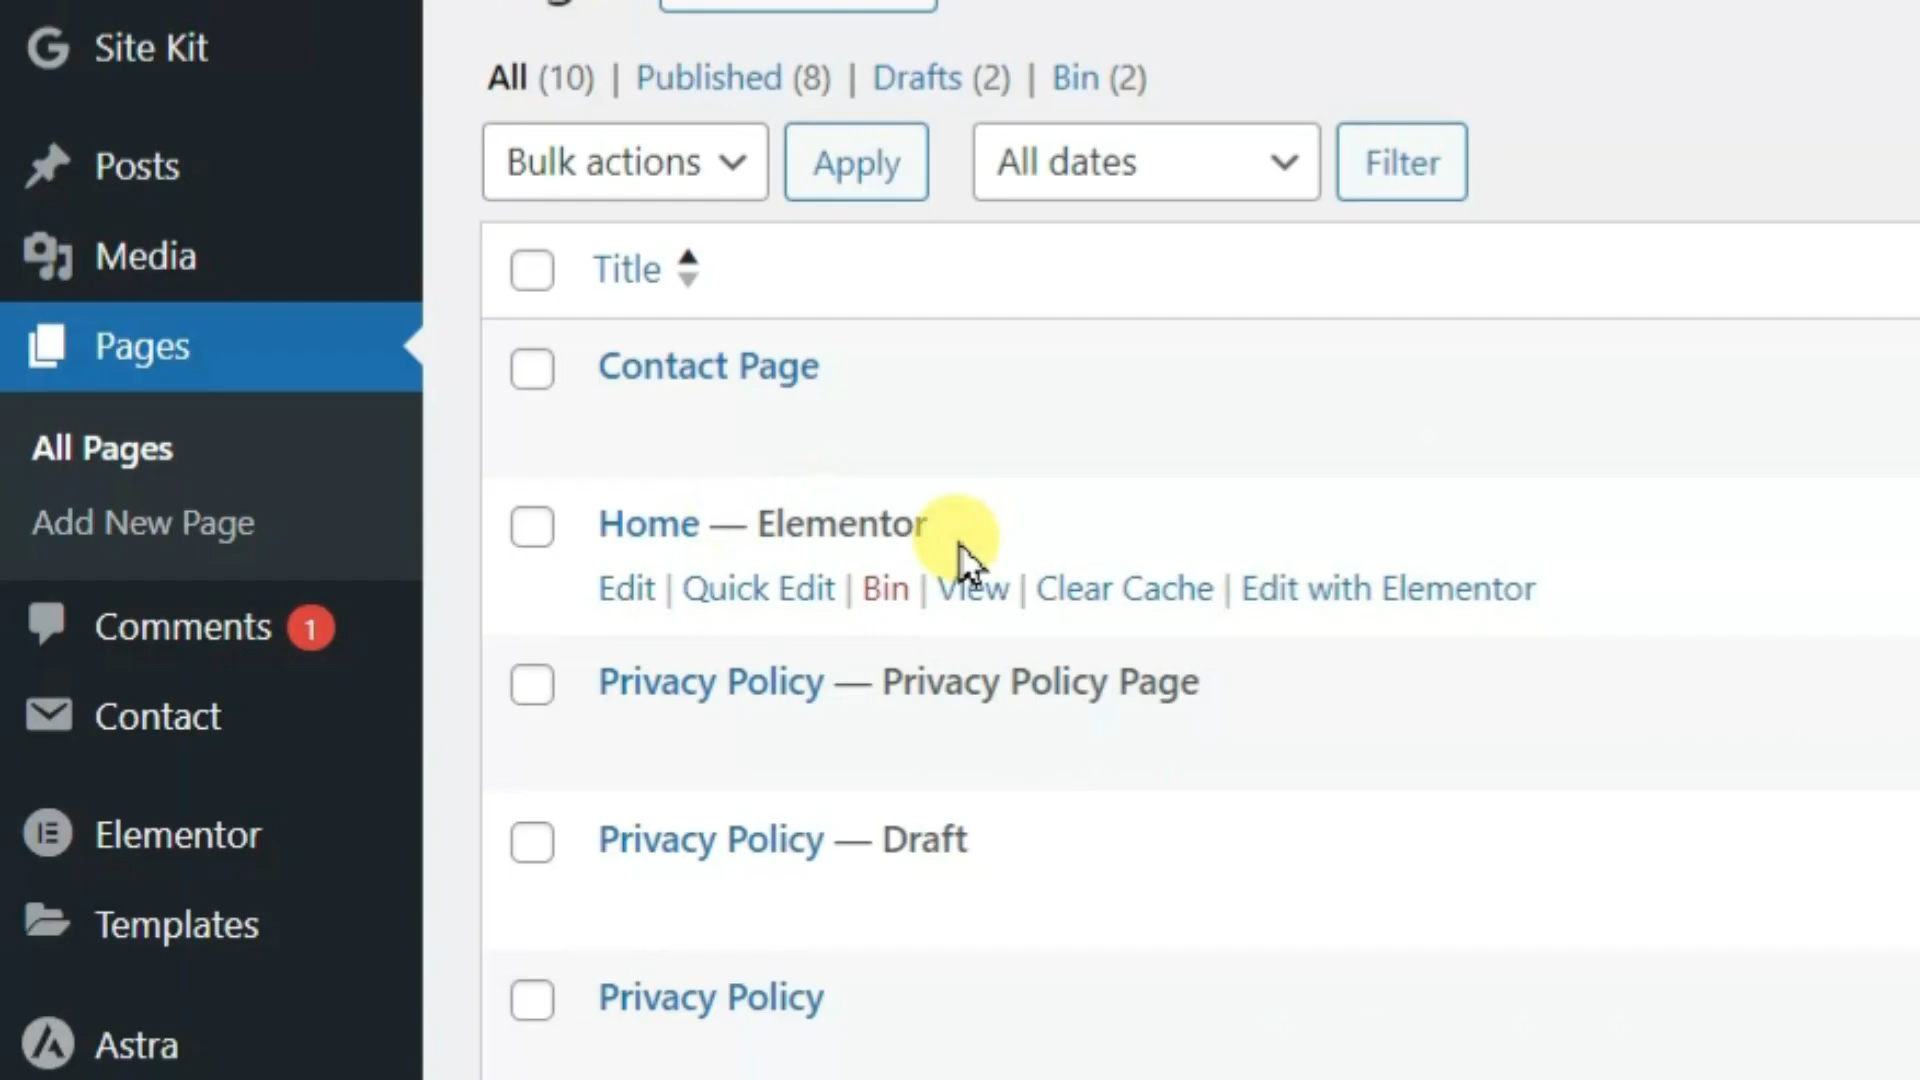 Site Kit
Posts
Media
Pages
All Pages
Add New Page
Comments 1
Contact
Elementor
Templates
Astra
All (10) | Published (8) | Drafts (2) | Bin (2)
Bulk actions Apply All dates Filter
Title
Contact Page
Home — Elementor
Edit | Quick Edit | Bin | View | Clear Cache | Edit with Elementor
Privacy Policy — Privacy Policy Page
Privacy Policy — Draft
Privacy Policy